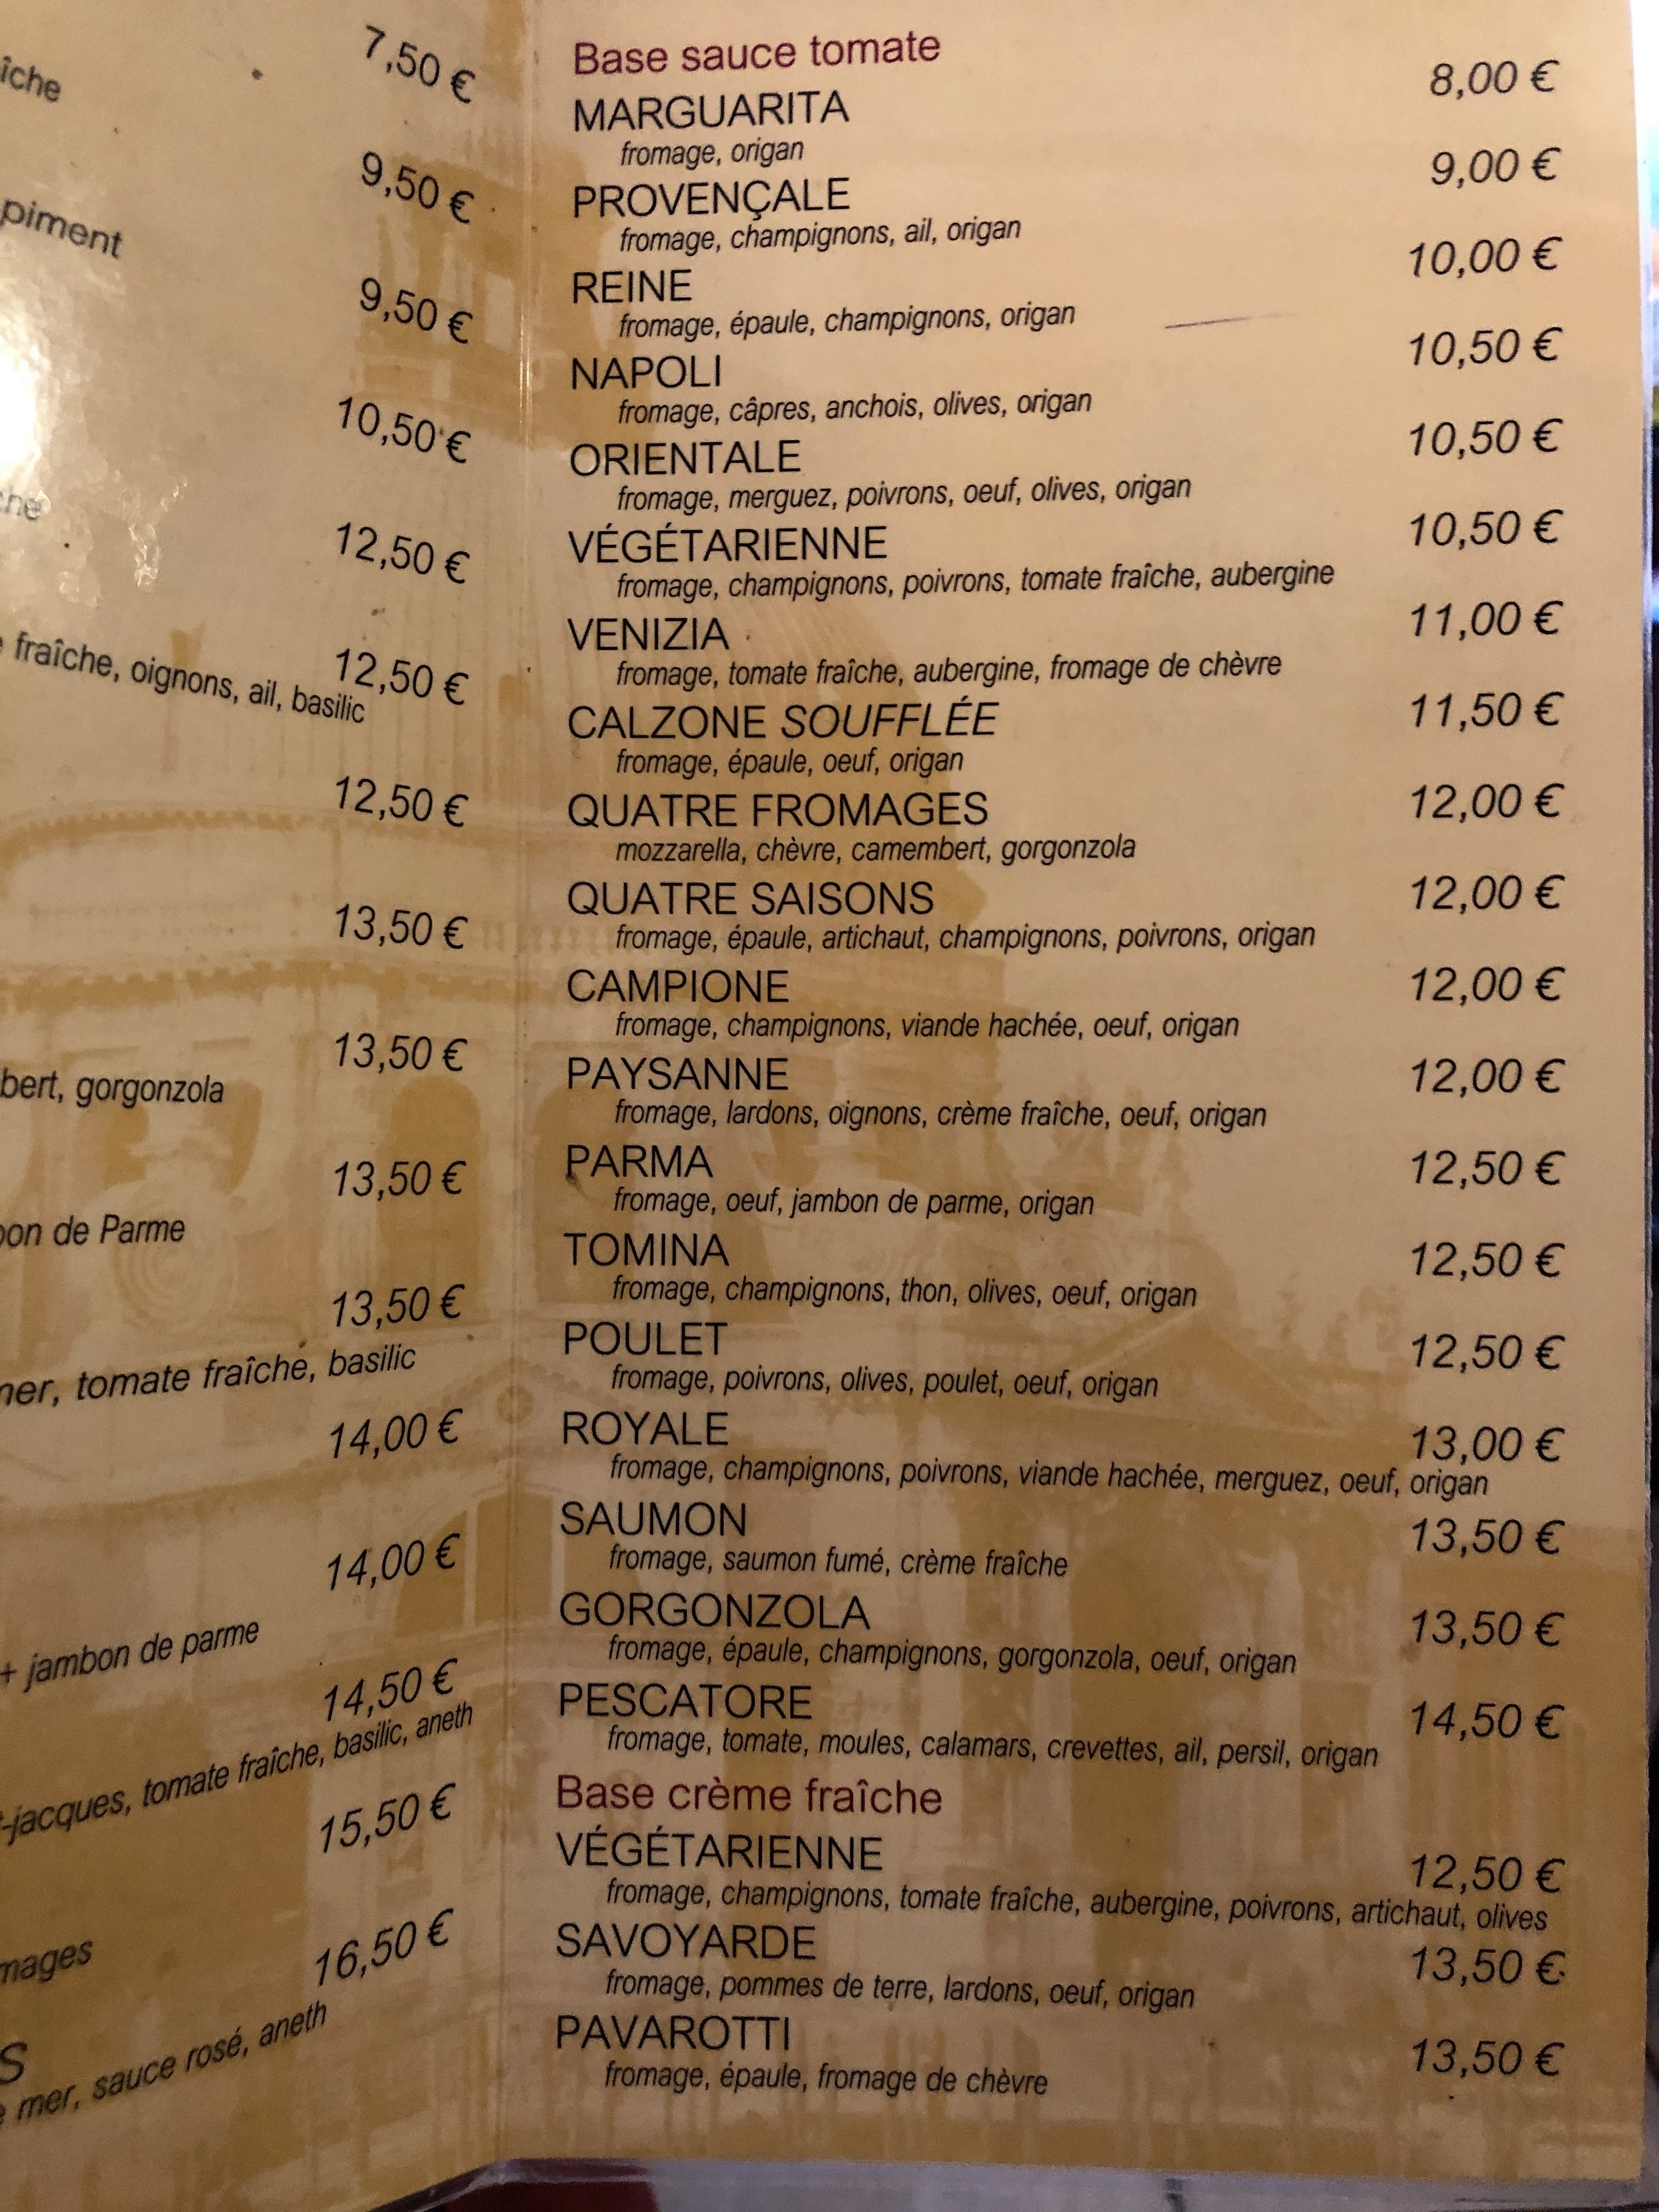 îche
7,50 €
9,50 €
piment
9,50 €
10,50 €
che
12,50 €
12,50 €
fraîche, oignons, ail, basilic
12,50 €
13,50 €
13,50 €
bert, gorgonzola
13,50 €
on de Parme
13,50 €
mer, tomate fraîche, basilic
14,00 €
14,00 €
+ jambon de parme
14,50 €
-jacques, tomate fraîche, basilic, aneth
15,50 €
mages
16,50 €
S
mer, sauce rosé, aneth
Base sauce tomate
MARGUARITA 8,00 €
fromage, origan
PROVENÇALE 9,00 €
fromage, champignons, ail, origan
REINE 10,00 €
fromage, épaule, champignons, origan
NAPOLI 10,50 €
fromage, câpres, anchois, olives, origan
ORIENTALE 10,50 €
fromage, merguez, poivrons, oeuf, olives, origan
VÉGÉTARIENNE 10,50 €
fromage, champignons, poivrons, tomate fraîche, aubergine
VENIZIA 11,00 €
fromage, tomate fraîche, aubergine, fromage de chèvre
CALZONE SOUFFLÉE 11,50 €
fromage, épaule, oeuf, origan
QUATRE FROMAGES 12,00 €
mozzarella, chèvre, camembert, gorgonzola
QUATRE SAISONS 12,00 €
fromage, épaule, artichaut, champignons, poivrons, origan
CAMPIONE 12,00 €
fromage, champignons, viande hachée, oeuf, origan
PAYSANNE 12,00 €
fromage, lardons, oignons, crème fraîche, oeuf, origan
PARMA 12,50 €
fromage, oeuf, jambon de parme, origan
TOMINA 12,50 €
fromage, champignons, thon, olives, oeuf, origan
POULET 12,50 €
fromage, poivrons, olives, poulet, oeuf, origan
ROYALE 13,00 €
fromage, champignons, poivrons, viande hachée, merguez, oeuf, origan
SAUMON 13,50 €
fromage, saumon fumé, crème fraîche
GORGONZOLA 13,50 €
fromage, épaule, champignons, gorgonzola, oeuf, origan
PESCATORE 14,50 €
fromage, tomate, moules, calamars, crevettes, ail, persil, origan
Base crème fraîche
VÉGÉTARIENNE 12,50 €
fromage, champignons, tomate fraîche, aubergine, poivrons, artichaut, olives
SAVOYARDE 13,50 €
fromage, pommes de terre, lardons, oeuf, origan
PAVAROTTI 13,50 €
fromage, épaule, fromage de chèvre